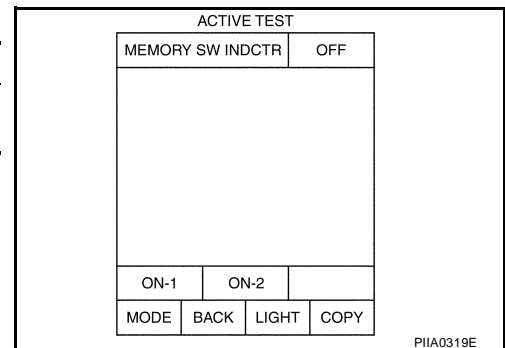 ACTIVE TEST
MEMORY SW INDCTR OFF
ON-1 ON-2
MODE BACK LIGHT COPY
PIIA0319E